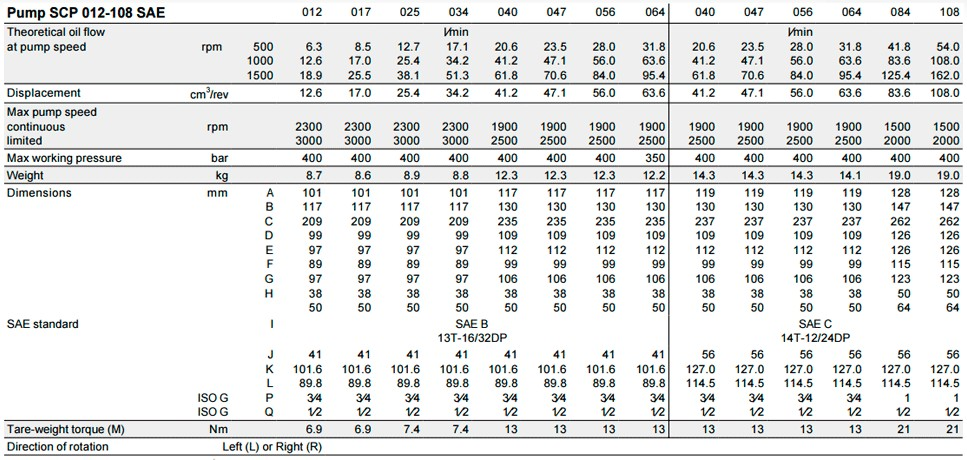 Pump SCP 012-108 SAE 012 017 025 034 040 047 056 064 040 047 056 064 084 108
Theoretical oil flow l/min l/min
at pump speed rpm 500 6.3 8.5 12.7 17.1 20.6 23.5 28.0 31.8 20.6 23.5 28.0 31.8 41.8 54.0
1000 12.6 17.0 25.4 34.2 41.2 47.1 56.0 63.6 41.2 47.1 56.0 63.6 83.6 108.0
1500 18.9 25.5 38.1 51.3 61.8 70.6 84.0 95.4 61.8 70.6 84.0 95.4 125.4 162.0
Displacement cm³/rev 12.6 17.0 25.4 34.2 41.2 47.1 56.0 63.6 41.2 47.1 56.0 63.6 83.6 108.0
Max pump speed
continuous rpm 2300 2300 2300 2300 1900 1900 1900 1900 1900 1900 1900 1900 1500 1500
limited 3000 3000 3000 3000 2500 2500 2500 2500 2500 2500 2500 2500 2000 2000
Max working pressure bar 400 400 400 400 400 400 400 350 400 400 400 400 400 400
Weight kg 8.7 8.6 8.9 8.8 12.3 12.3 12.3 12.2 14.3 14.3 14.3 14.1 19.0 19.0
Dimensions mm A 101 101 101 101 117 117 117 117 119 119 119 119 128 128
B 117 117 117 117 130 130 130 130 130 130 130 130 147 147
C 209 209 209 209 235 235 235 235 237 237 237 237 262 262
D 99 99 99 99 109 109 109 109 109 109 109 109 126 126
E 97 97 97 97 112 112 112 112 112 112 112 112 126 126
F 89 89 89 89 99 99 99 99 99 99 99 99 115 115
G 97 97 97 97 106 106 106 106 106 106 106 106 123 123
H 38 38 38 38 38 38 38 38 38 38 38 38 50 50
50 50 50 50 50 50 50 50 50 50 50 50 64 64
SAE standard I SAE B SAE C
13T-16/32DP 14T-12/24DP
J 41 41 41 41 41 41 41 41 56 56 56 56 56 56
K 101.6 101.6 101.6 101.6 101.6 101.6 101.6 101.6 127.0 127.0 127.0 127.0 127.0 127.0
L 89.8 89.8 89.8 89.8 89.8 89.8 89.8 89.8 114.5 114.5 114.5 114.5 114.5 114.5
ISO G P 3/4 3/4 3/4 3/4 3/4 3/4 3/4 3/4 3/4 3/4 3/4 3/4 1 1
ISO G Q 1/2 1/2 1/2 1/2 1/2 1/2 1/2 1/2 1/2 1/2 1/2 1/2 1/2 1/2
Tare-weight torque (M) Nm 6.9 6.9 7.4 7.4 13 13 13 13 13 13 13 13 21 21
Direction of rotation Left (L) or Right (R)